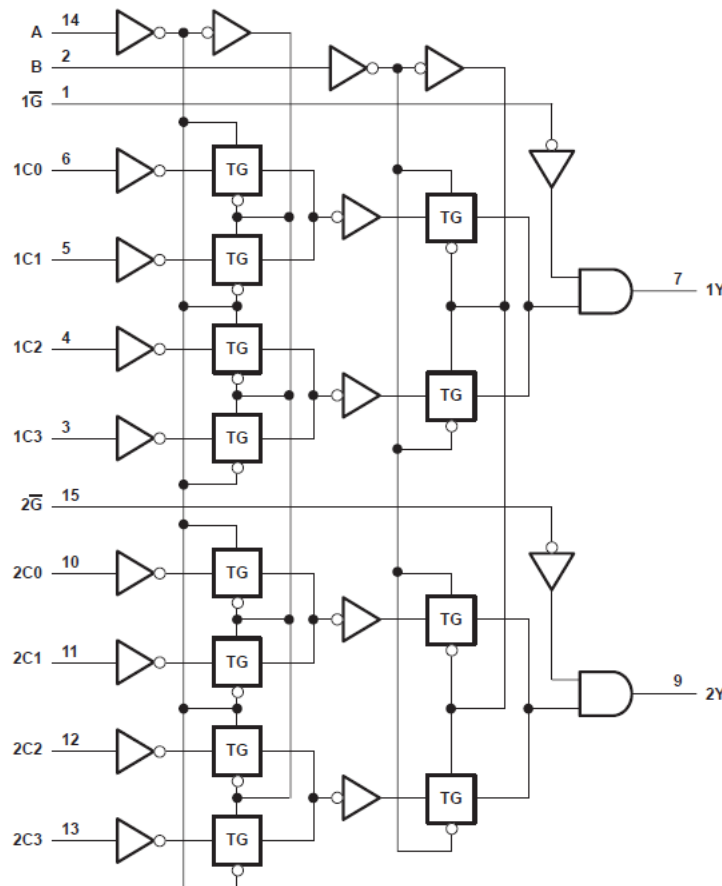 A 14
B 2
1G̅ 1
1C0 6
TG
1C1 5
TG
TG
7 1Y
1C2 4
TG
TG
1C3 3
TG
2G̅ 15
2C0 10
TG
TG
2C1 11
TG
9 2Y
2C2 12
TG
TG
2C3 13
TG